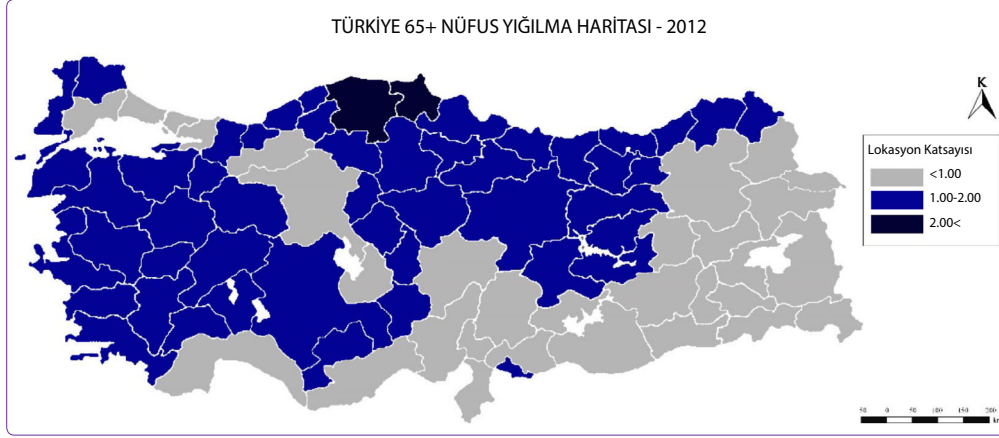 TÜRKİYE 65+ NÜFUS YIĞILMA HARİTASI - 2012
K
Lokasyon Katsayısı
<1.00
1.00-2.00
2.00<
50 0 50 100 150 200